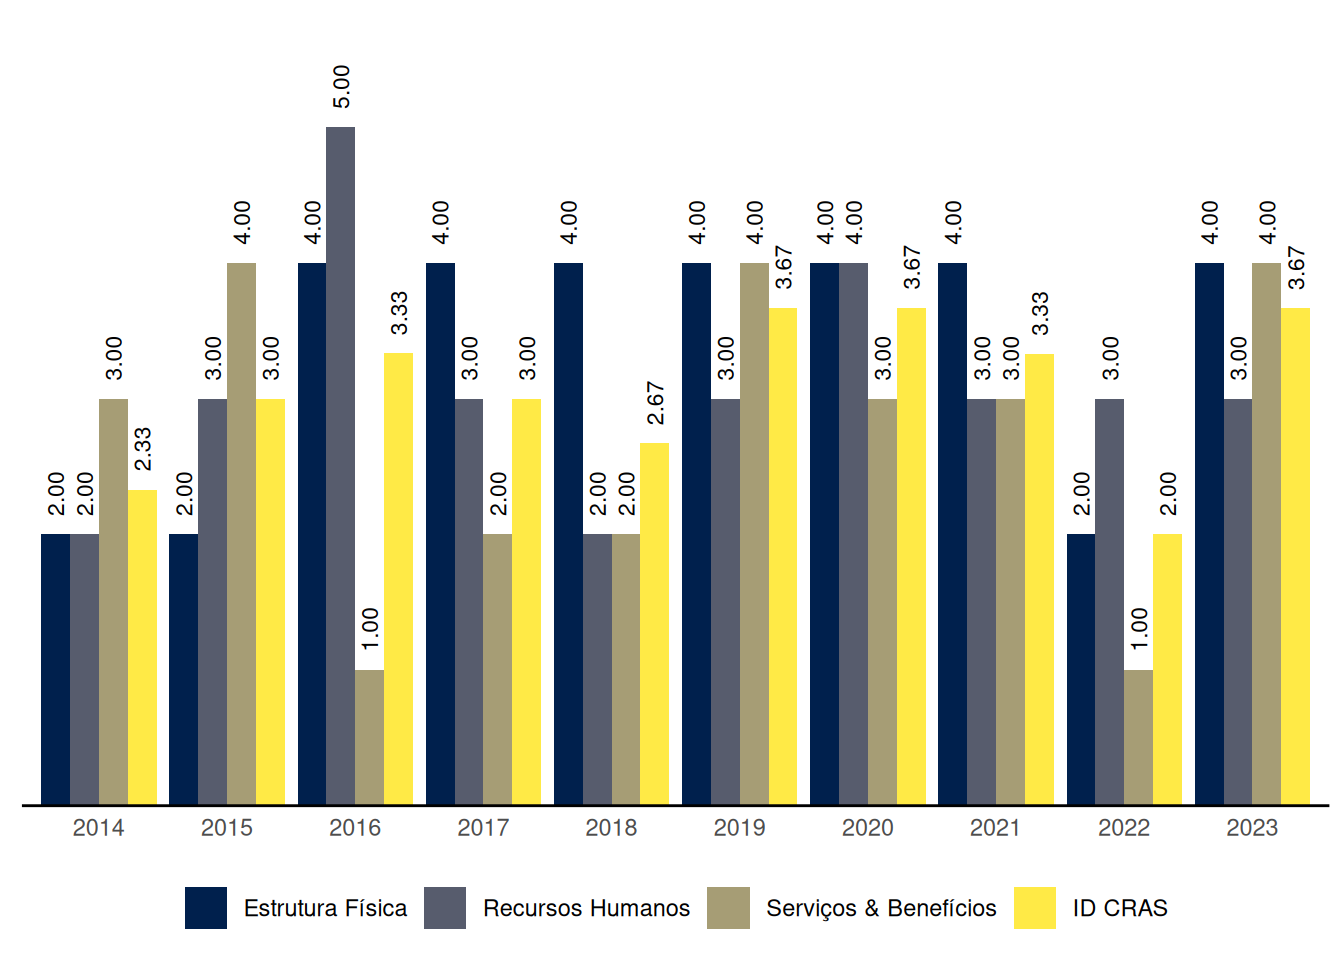 5.00
4.00 4.00 4.00 4.00 4.00 4.00 4.00 4.00 4.00 4.00 4.00
3.67 3.67 3.67
3.33 3.33
3.00 3.00 3.00 3.00 3.00 3.00 3.00 3.00 3.00 3.00 3.00
2.67
2.33
2.00 2.00 2.00 2.00 2.00 2.00 2.00 2.00
1.00 1.00
2014 2015 2016 2017 2018 2019 2020 2021 2022 2023
Estrutura Física Recursos Humanos Serviços & Benefícios ID CRAS